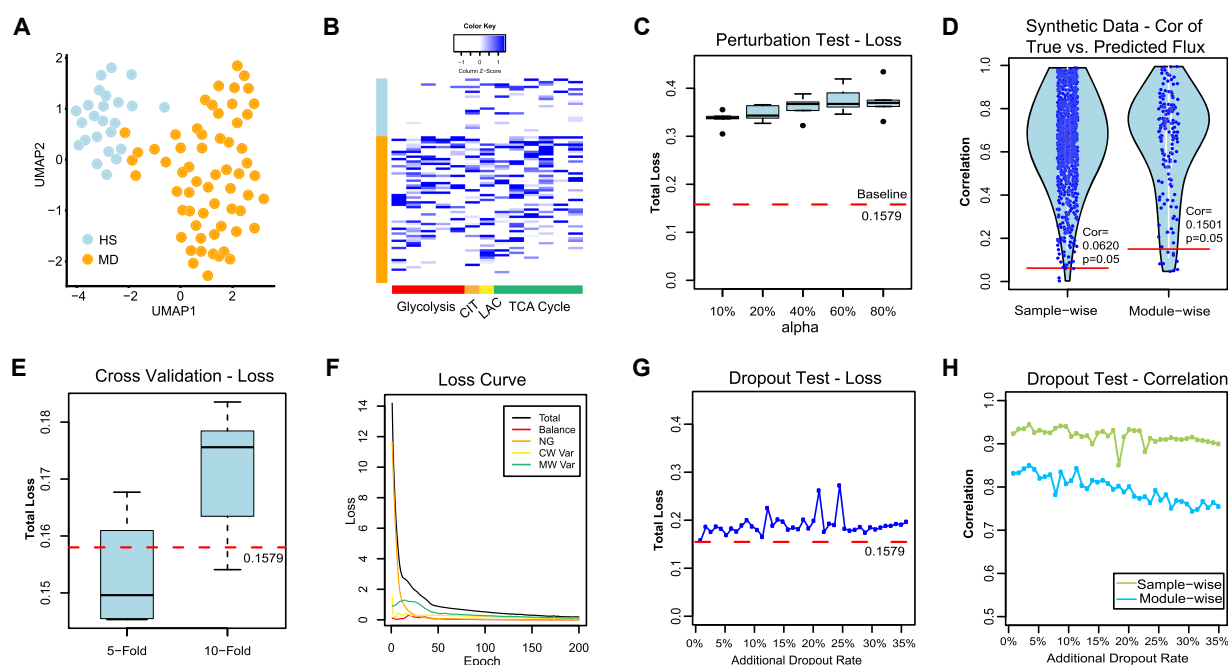 A
2
1
0
−1
−2
UMAP2
HS
MD
−4
−2
0
2
UMAP1
B
Color Key
−1
0
1
Column Z−Score
Glycolysis
CIT
LAC
TCA Cycle
C
Perturbation Test - Loss
Total Loss
0.0
0.1
0.2
0.3
0.4
Baseline
0.1579
10%
20%
40%
60%
80%
alpha
D
Synthetic Data - Cor of
True vs. Predicted Flux
Correlation
0.0
0.2
0.4
0.6
0.8
1.0
Cor=
0.0620
p=0.05
Cor=
0.1501
p=0.05
Sample−wise
Module−wise
E
Cross Validation - Loss
Total Loss
0.15
0.16
0.17
0.18
0.1579
5−Fold
10−Fold
F
Loss Curve
Loss
0
2
4
6
8
10
12
14
Total
Balance
NG
CW Var
MW Var
0
50
100
150
200
Epoch
G
Dropout Test - Loss
Total Loss
0.0
0.1
0.2
0.3
0.4
0.1579
0%
5%
10%
15%
20%
25%
30%
35%
Additional Dropout Rate
H
Dropout Test - Correlation
Correlation
0.5
0.6
0.7
0.8
0.9
1.0
Sample-wise
Module-wise
0%
5%
10%
15%
20%
25%
30%
35%
Additional Dropout Rate